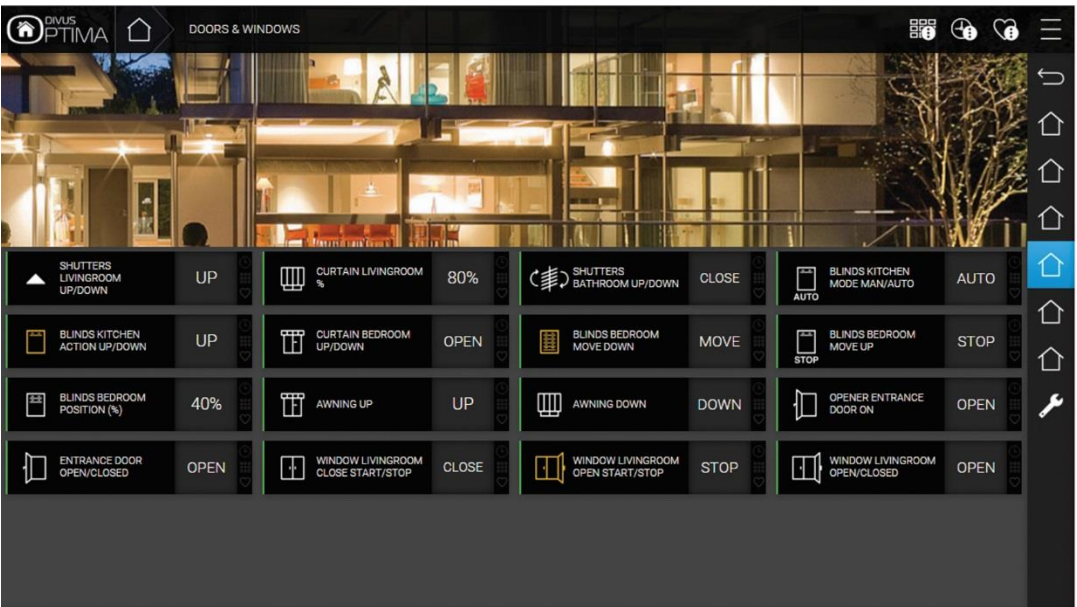 DIVUS
OPTIMA
DOORS & WINDOWS
SHUTTERS
LIVINGROOM
UP/DOWN
UP
CURTAIN LIVINGROOM
%
80%
SHUTTERS
BATHROOM UP/DOWN
CLOSE
AUTO
BLINDS KITCHEN
MODE MAN/AUTO
AUTO
BLINDS KITCHEN
ACTION UP/DOWN
UP
CURTAIN BEDROOM
UP/DOWN
OPEN
BLINDS BEDROOM
MOVE DOWN
MOVE
STOP
BLINDS BEDROOM
MOVE UP
STOP
BLINDS BEDROOM
POSITION (%)
40%
AWNING UP
UP
AWNING DOWN
DOWN
OPENER ENTRANCE
DOOR ON
OPEN
ENTRANCE DOOR
OPEN/CLOSED
OPEN
WINDOW LIVINGROOM
CLOSE START/STOP
CLOSE
WINDOW LIVINGROOM
OPEN START/STOP
STOP
WINDOW LIVINGROOM
OPEN/CLOSED
OPEN